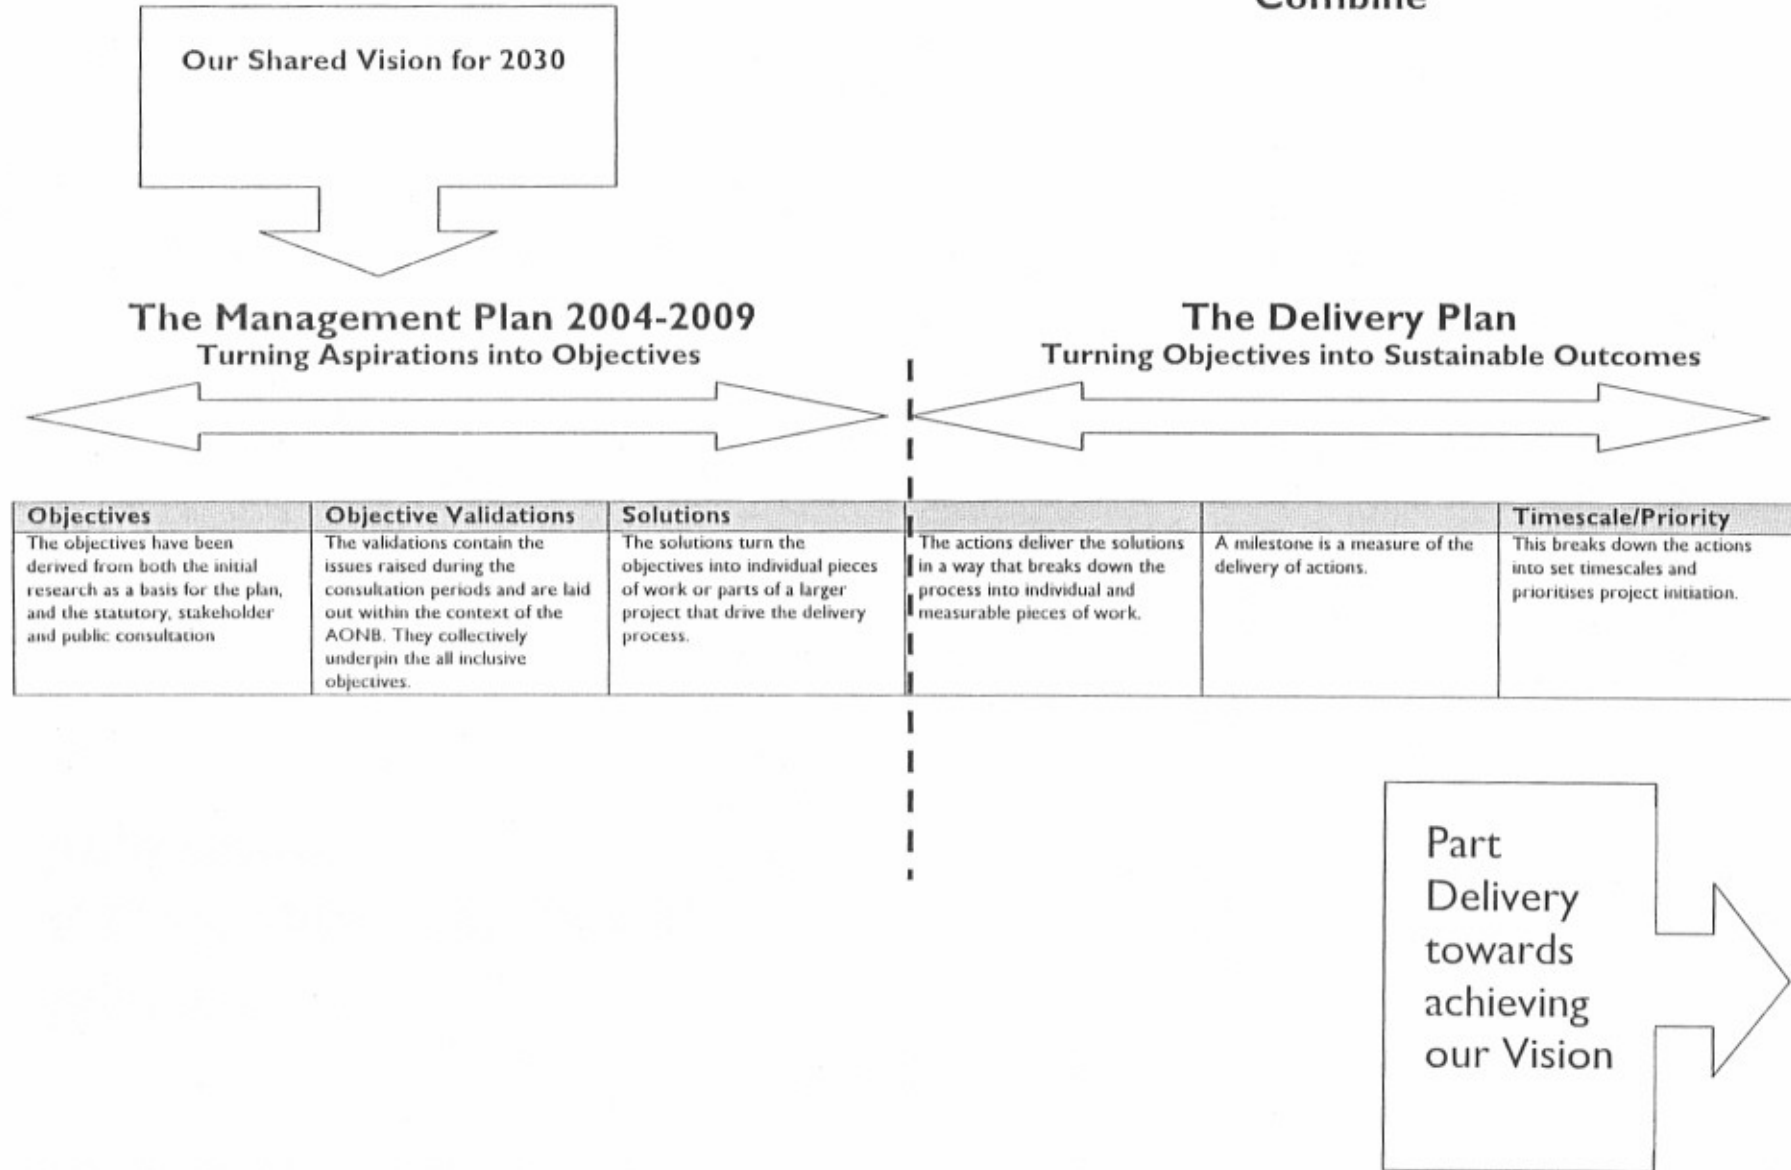 Combine
Our Shared Vision for 2030
The Management Plan 2004-2009
Turning Aspirations into Objectives
The Delivery Plan
Turning Objectives into Sustainable Outcomes
Objectives
The objectives have been
derived from both the initial
research as a basis for the plan,
and the statutory, stakeholder
and public consultation
Objective Validations
The validations contain the
issues raised during the
consultation periods and are laid
out within the context of the
AONB. They collectively
underpin the all inclusive
objectives.
Solutions
The solutions turn the
objectives into individual pieces
of work or parts of a larger
project that drive the delivery
process.
The actions deliver the solutions
in a way that breaks down the
process into individual and
measurable pieces of work.
A milestone is a measure of the
delivery of actions.
Timescale/Priority
This breaks down the actions
into set timescales and
prioritises project initiation.
Part
Delivery
towards
achieving
our Vision